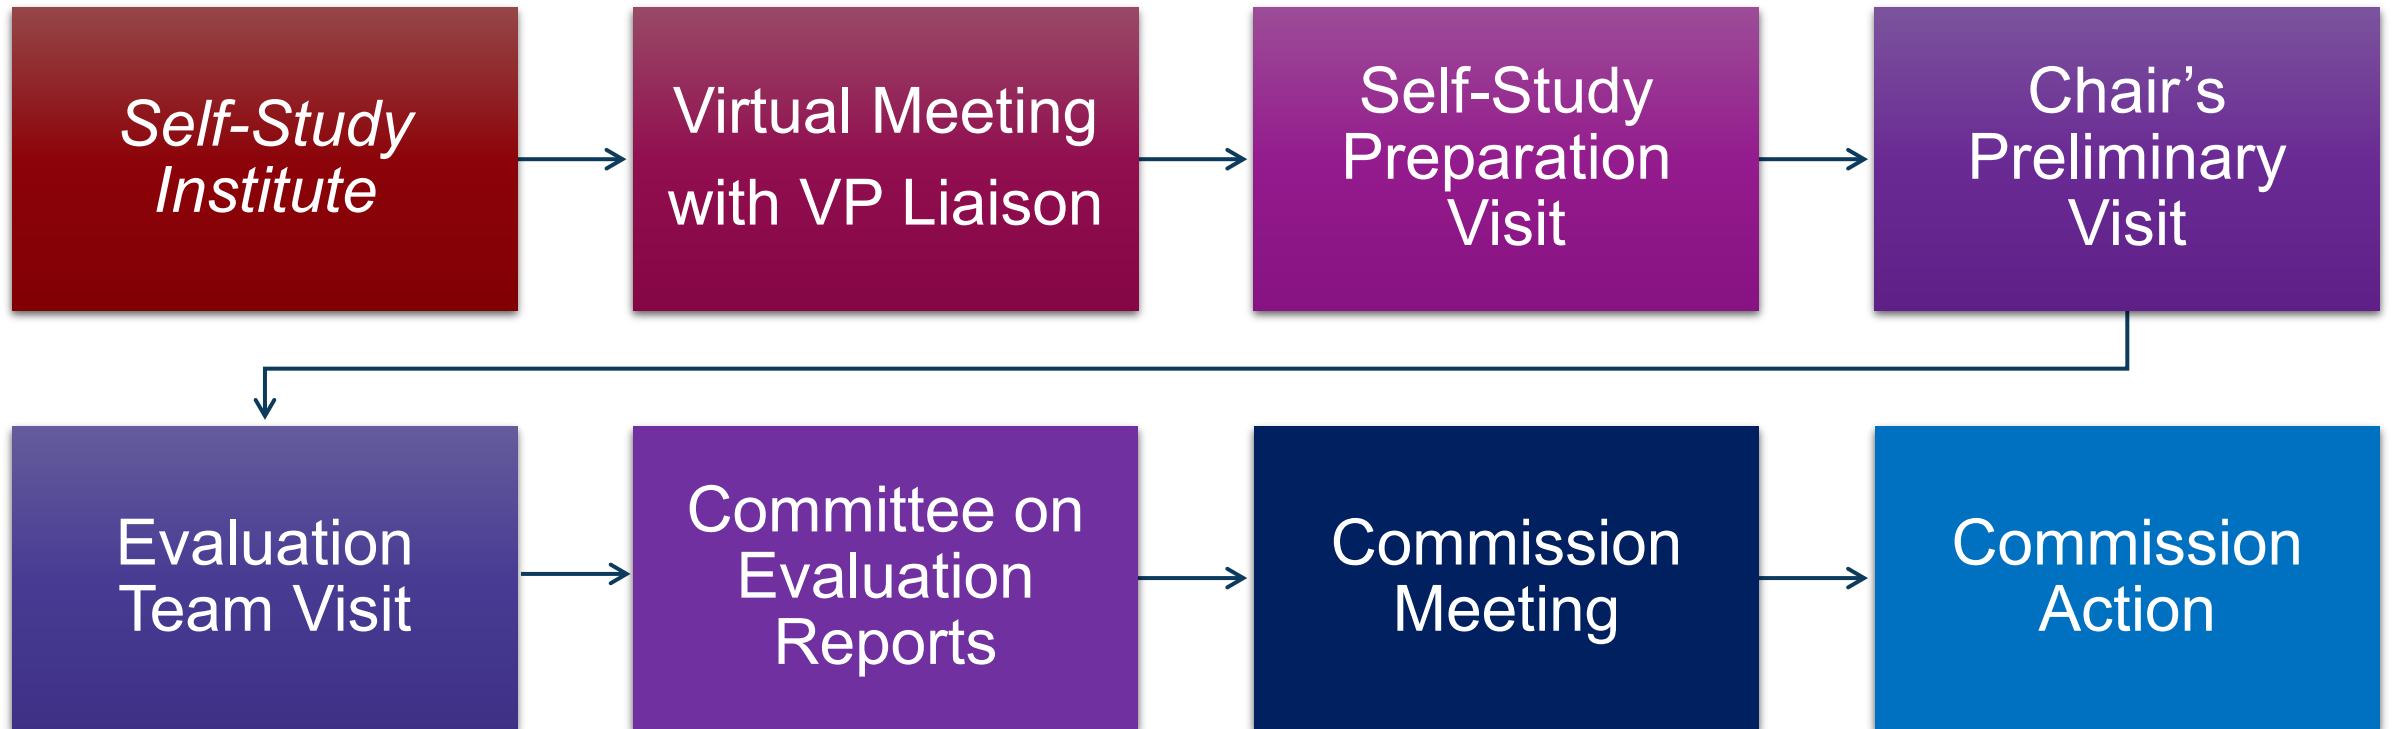 Self-Study
Institute
Virtual Meeting
with VP Liaison
Self-Study
Preparation
Visit
Chair’s
Preliminary
Visit
Evaluation
Team Visit
Committee on
Evaluation
Reports
Commission
Meeting
Commission
Action